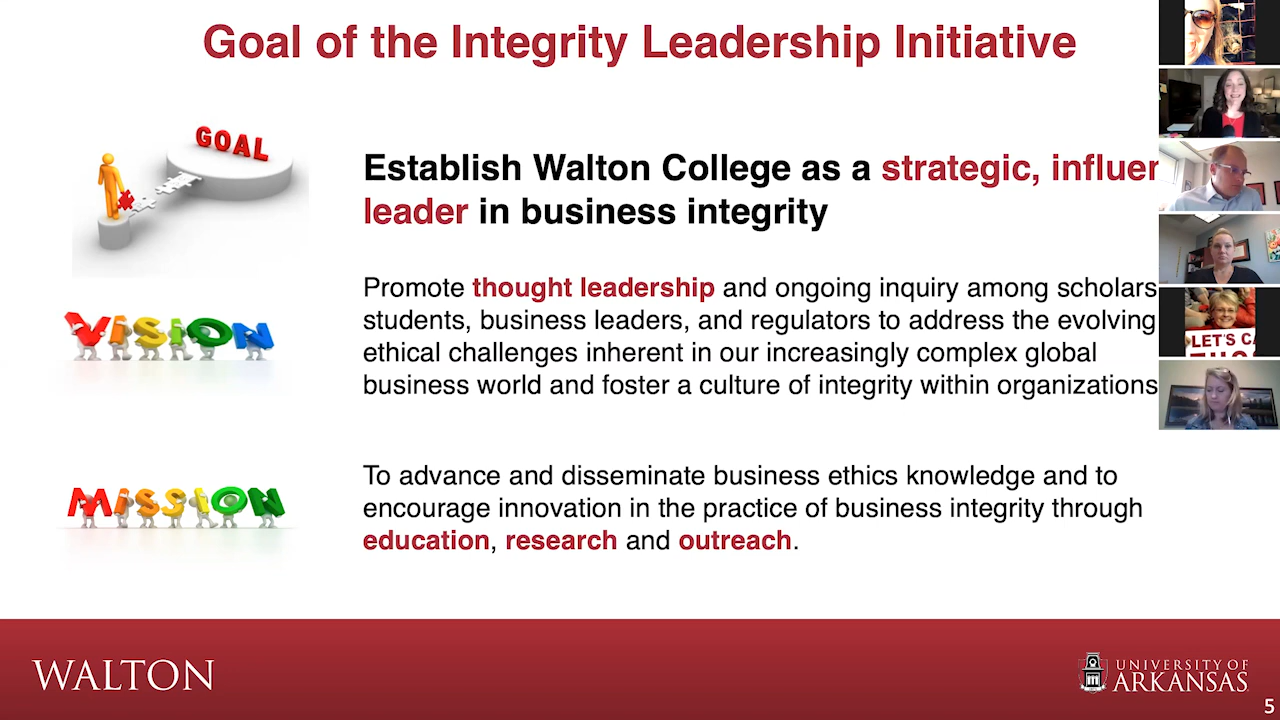 Goal of the Integrity Leadership Initiative
GOAL
Establish Walton College as a strategic, influer
leader in business integrity
VISION
Promote thought leadership and ongoing inquiry among scholars
students, business leaders, and regulators to address the evolving
ethical challenges inherent in our increasingly complex global
business world and foster a culture of integrity within organizations
LET'S CA
MISSION
To advance and disseminate business ethics knowledge and to
encourage innovation in the practice of business integrity through
education, research and outreach.
WALTON
UNIVERSITY OF
ARKANSAS
5